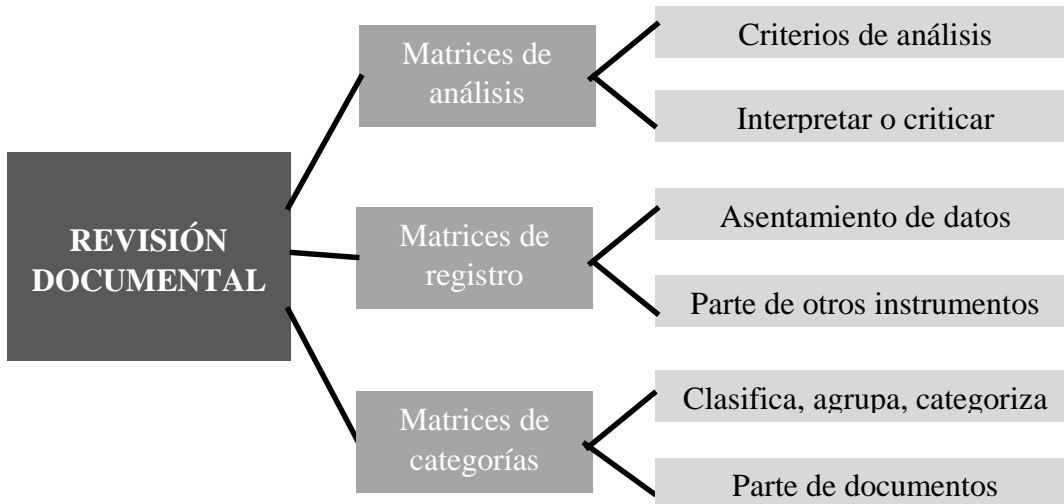 REVISIÓN
DOCUMENTAL
Matrices de
análisis
Criterios de análisis
Interpretar o criticar
Matrices de
registro
Asentamiento de datos
Parte de otros instrumentos
Matrices de
categorías
Clasifica, agrupa, categoriza
Parte de documentos